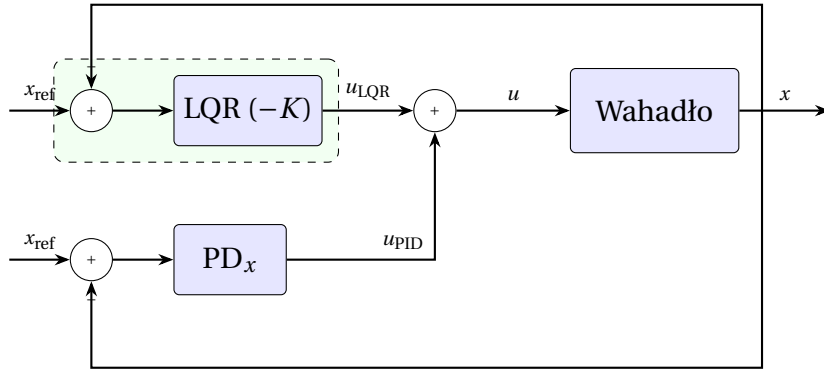 −
x_ref + LQR (−K) u_LQR + u Wahadło x
x_ref + PD_x u_PID
−